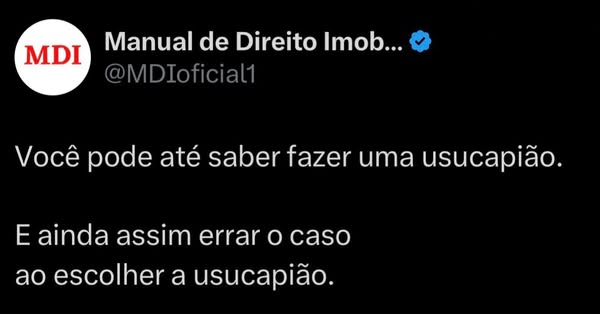 MDI
Manual de Direito Imob...
@MDIoficial1
Você pode até saber fazer uma usucapião.
E ainda assim errar o caso
ao escolher a usucapião.